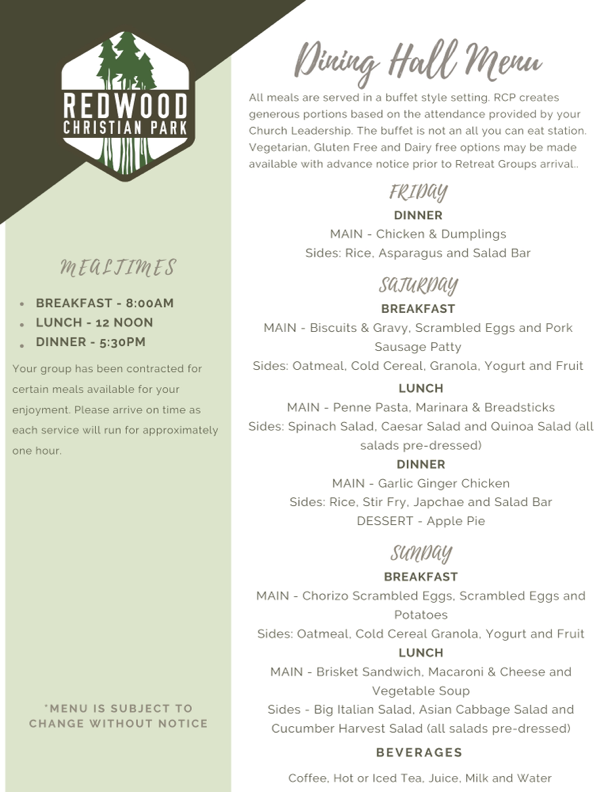 REDWOOD
CHRISTIAN PARK
Dining Hall Menu
All meals are served in a buffet style setting. RCP creates
generous portions based on the attendance provided by your
Church Leadership. The buffet is not an all you can eat station.
Vegetarian, Gluten Free and Dairy free options may be made
available with advance notice prior to Retreat Groups arrival..
MEALTIMES
• BREAKFAST - 8:00AM
• LUNCH - 12 NOON
• DINNER - 5:30PM
Your group has been contracted for
certain meals available for your
enjoyment. Please arrive on time as
each service will run for approximately
one hour.
*MENU IS SUBJECT TO
CHANGE WITHOUT NOTICE
FRIDAY
DINNER
MAIN - Chicken & Dumplings
Sides: Rice, Asparagus and Salad Bar
SATURDAY
BREAKFAST
MAIN - Biscuits & Gravy, Scrambled Eggs and Pork
Sausage Patty
Sides: Oatmeal, Cold Cereal, Granola, Yogurt and Fruit
LUNCH
MAIN - Penne Pasta, Marinara & Breadsticks
Sides: Spinach Salad, Caesar Salad and Quinoa Salad (all
salads pre-dressed)
DINNER
MAIN - Garlic Ginger Chicken
Sides: Rice, Stir Fry, Japchae and Salad Bar
DESSERT - Apple Pie
SUNDAY
BREAKFAST
MAIN - Chorizo Scrambled Eggs, Scrambled Eggs and
Potatoes
Sides: Oatmeal, Cold Cereal Granola, Yogurt and Fruit
LUNCH
MAIN - Brisket Sandwich, Macaroni & Cheese and
Vegetable Soup
Sides - Big Italian Salad, Asian Cabbage Salad and
Cucumber Harvest Salad (all salads pre-dressed)
BEVERAGES
Coffee, Hot or Iced Tea, Juice, Milk and Water